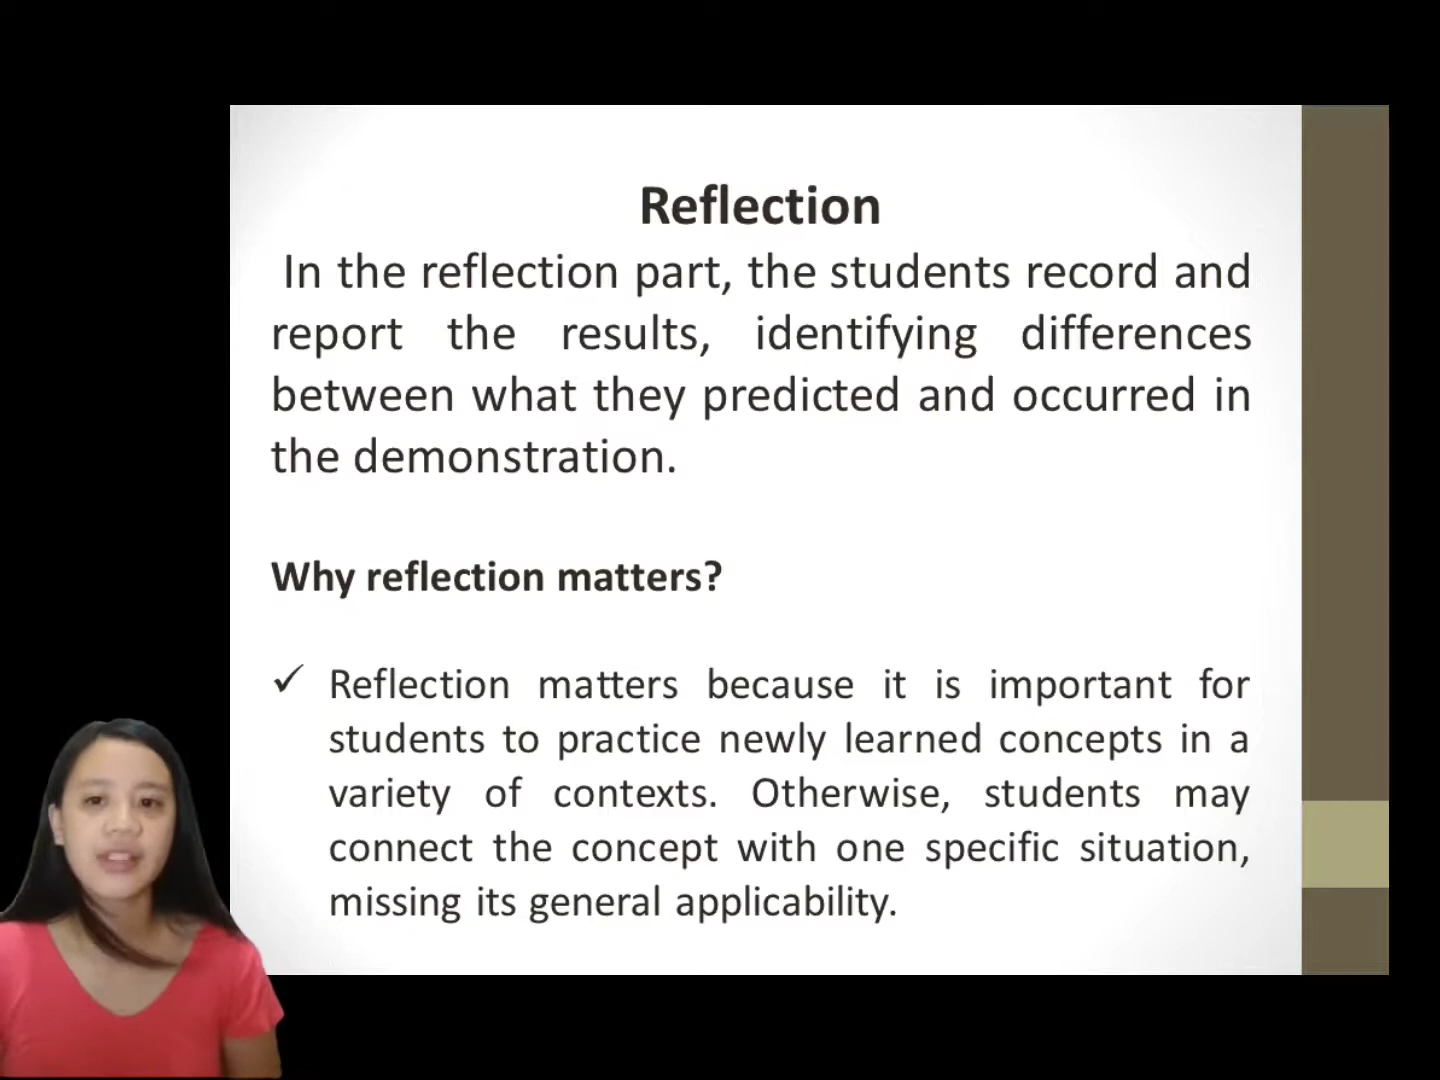 Reflection
In the reflection part, the students record and
report the results, identifying differences
between what they predicted and occurred in
the demonstration.
Why reflection matters?
✓ Reflection matters because it is important for
students to practice newly learned concepts in a
variety of contexts. Otherwise, students may
connect the concept with one specific situation,
missing its general applicability.